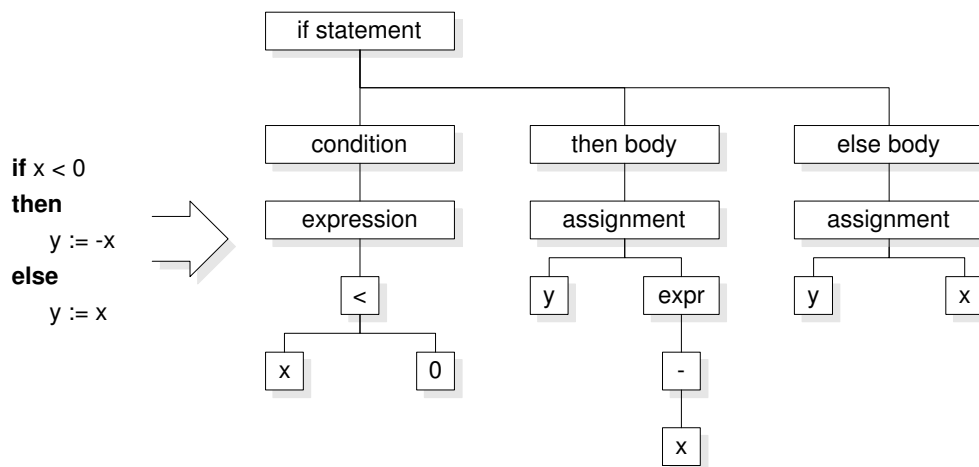 if statement
condition
then body
else body
if x < 0
then
y := -x
else
y := x
expression
assignment
assignment
<
y
expr
y
x
x
0
-
x